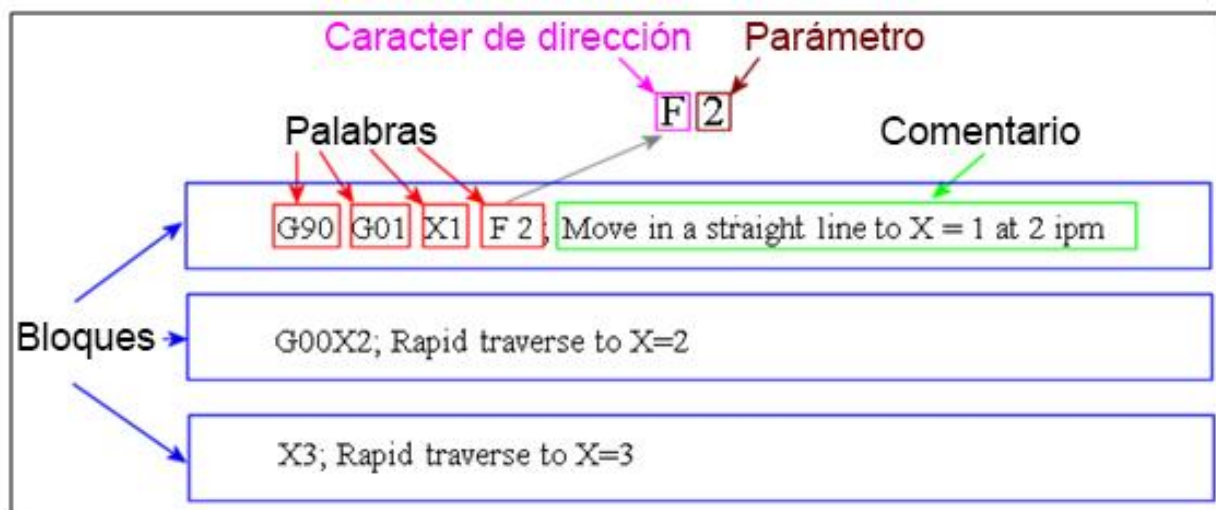 Caracter de dirección Parámetro
F 2
Palabras Comentario
G90 G01 X1 F 2; Move in a straight line to X = 1 at 2 ipm
Bloques
G00X2; Rapid traverse to X=2
X3; Rapid traverse to X=3